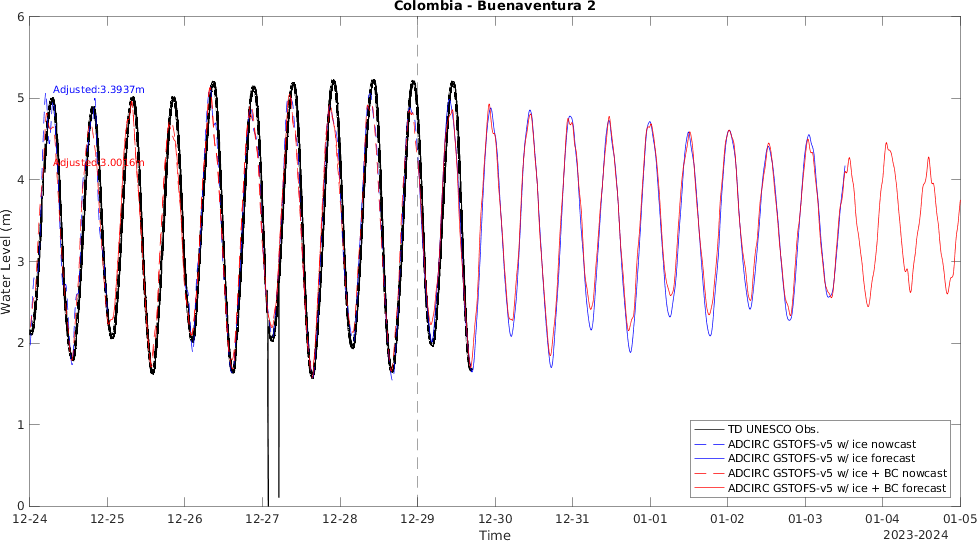 Colombia - Buenaventura 2
6
5
4
3
2
1
0
Water Level (m)
Adjusted:3.3937m
Adjusted:3.0016m
TD UNESCO Obs.
ADCIRC GSTOFS-v5 w/ ice nowcast
ADCIRC GSTOFS-v5 w/ ice forecast
ADCIRC GSTOFS-v5 w/ ice + BC nowcast
ADCIRC GSTOFS-v5 w/ ice + BC forecast
12-24 12-25 12-26 12-27 12-28 12-29 12-30 12-31 01-01 01-02 01-03 01-04 01-05
Time
2023-2024